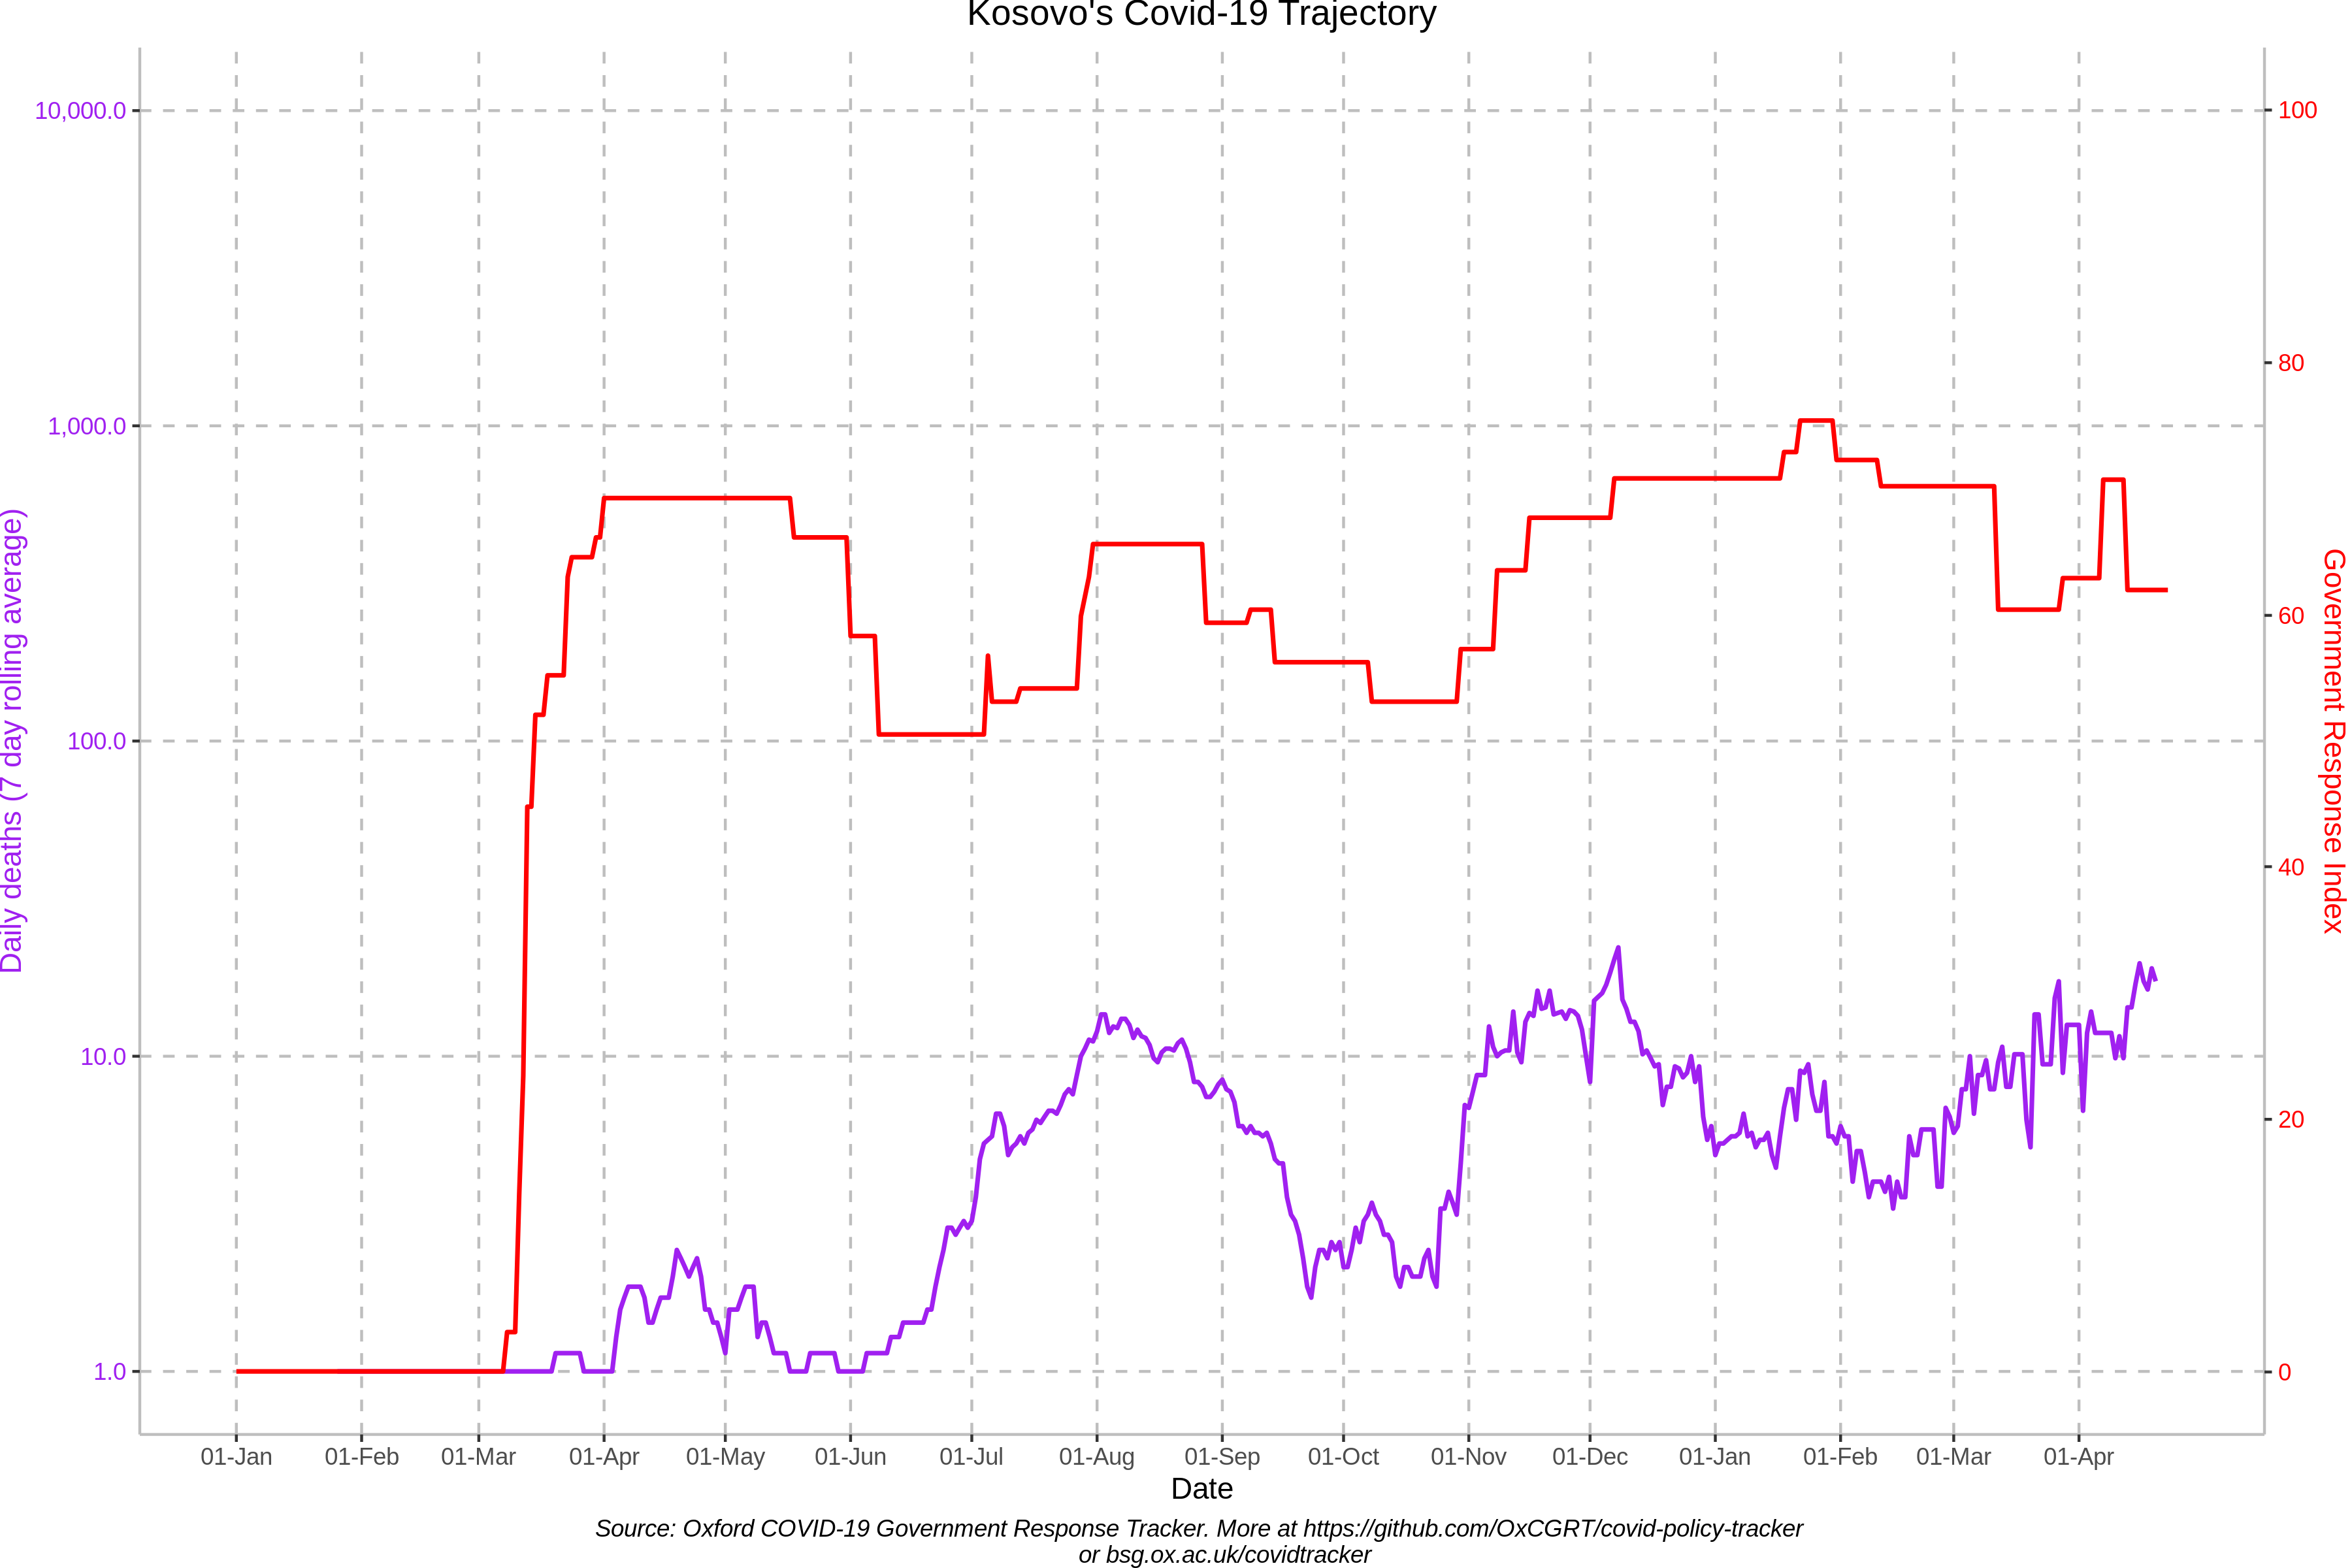 Kosovo's Covid-19 Trajectory
10,000.0
1,000.0
100.0
10.0
1.0
Daily deaths (7 day rolling average)
100
80
60
40
20
0
Government Response Index
01-Jan 01-Feb 01-Mar 01-Apr 01-May 01-Jun 01-Jul 01-Aug 01-Sep 01-Oct 01-Nov 01-Dec 01-Jan 01-Feb 01-Mar 01-Apr
Date
Source: Oxford COVID-19 Government Response Tracker. More at https://github.com/OxCGRT/covid-policy-tracker
or bsg.ox.ac.uk/covidtracker